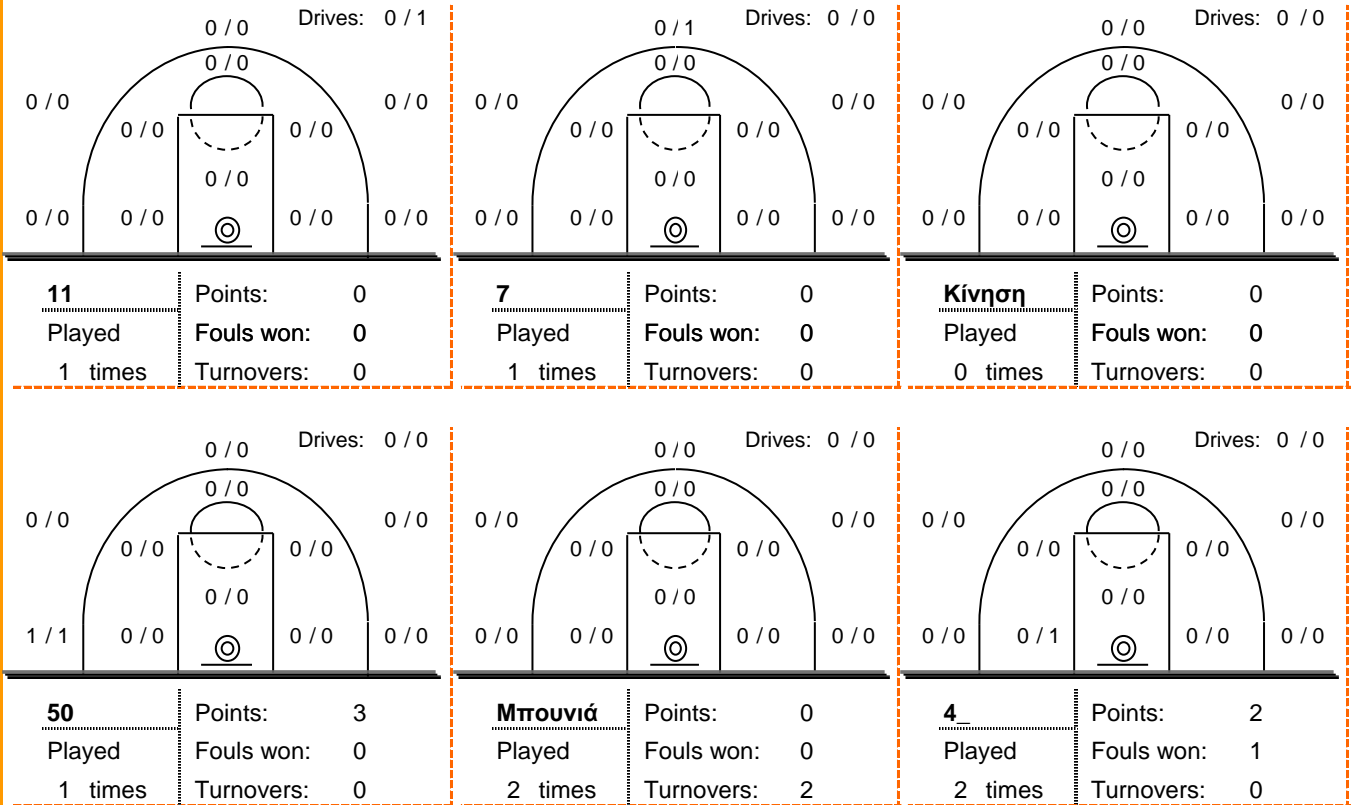 0 / 0 Drives: 0 / 1
0 / 0
0 / 0 0 / 0
0 / 0 0 / 0
0 / 0
0 / 0 0 / 0 0 / 0 0 / 0
11 Points: 0
Played Fouls won: 0
1 times Turnovers: 0
0 / 1 Drives: 0 / 0
0 / 0
0 / 0 0 / 0
0 / 0 0 / 0
0 / 0
0 / 0 0 / 0 0 / 0 0 / 0
7 Points: 0
Played Fouls won: 0
1 times Turnovers: 0
0 / 0 Drives: 0 / 0
0 / 0
0 / 0 0 / 0
0 / 0 0 / 0
0 / 0
0 / 0 0 / 0 0 / 0 0 / 0
Κίνηση Points: 0
Played Fouls won: 0
0 times Turnovers: 0
0 / 0 Drives: 0 / 0
0 / 0
0 / 0 0 / 0
0 / 0 0 / 0
0 / 0
1 / 1 0 / 0 0 / 0 0 / 0
50 Points: 3
Played Fouls won: 0
1 times Turnovers: 0
0 / 0 Drives: 0 / 0
0 / 0
0 / 0 0 / 0
0 / 0 0 / 0
0 / 0
0 / 0 0 / 0 0 / 0 0 / 0
Μπουνιά Points: 0
Played Fouls won: 0
2 times Turnovers: 2
0 / 0 Drives: 0 / 0
0 / 0
0 / 0 0 / 0
0 / 0 0 / 0
0 / 0
0 / 0 0 / 1 0 / 0 0 / 0
4_ Points: 2
Played Fouls won: 1
2 times Turnovers: 0